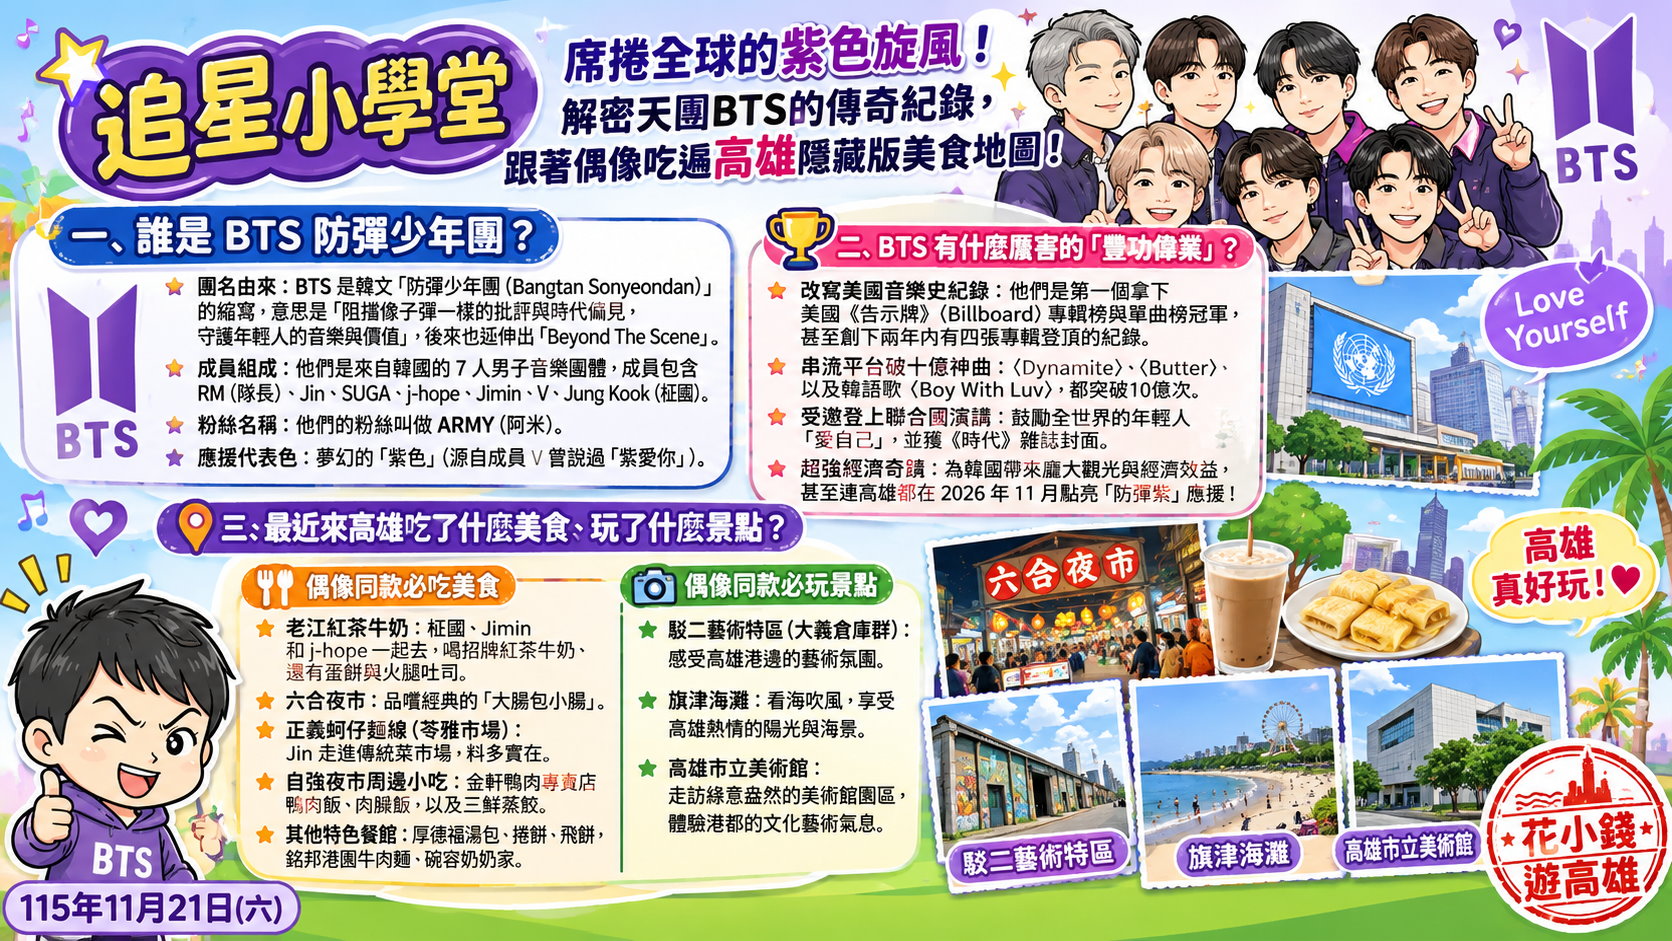 追星小學堂
席捲全球的紫色旋風！
解密天團BTS的傳奇紀錄，
跟著偶像吃遍高雄隱藏版美食地圖！
BTS
一、誰是 BTS 防彈少年團？
BTS
團名由來：BTS 是韓文「防彈少年團（Bangtan Sonyeondan）」
的縮寫，意思是「阻擋像子彈一樣的批評與時代偏見，
守護年輕人的音樂與價值」，後來也延伸出「Beyond The Scene」。
成員組成：他們是來自韓國的 7 人男子音樂團體，成員包含
RM（隊長）、Jin、SUGA、j-hope、Jimin、V、Jung Kook（柾國）。
粉絲名稱：他們的粉絲叫做 ARMY（阿米）。
應援代表色：夢幻的「紫色」（源自成員 V 曾說過「紫愛你」）。
二、BTS 有什麼厲害的「豐功偉業」？
改寫美國音樂史紀錄：他們是第一個拿下
美國《告示牌》〈Billboard〉專輯榜與單曲榜冠軍，
甚至創下兩年內有四張專輯登頂的紀錄。
串流平台破十億神曲：〈Dynamite〉、〈Butter〉、
以及韓語歌〈Boy With Luv〉，都突破10億次。
受邀登上聯合國演講：鼓勵全世界的年輕人
「愛自己」，並獲《時代》雜誌封面。
超強經濟奇蹟：為韓國帶來龐大觀光與經濟效益，
甚至連高雄都在 2026 年 11 月點亮「防彈紫」應援！
Love
Yourself
三、最近來高雄吃了什麼美食、玩了什麼景點？
偶像同款必吃美食
老江紅茶牛奶：柾國、Jimin
和 j-hope 一起去，喝招牌紅茶牛奶、
還有蛋餅與火腿吐司。
六合夜市：品嚐經典的「大腸包小腸」。
正義蚵仔麵線（苓雅市場）：
Jin 走進傳統菜市場，料多實在。
自強夜市周邊小吃：金軒鴨肉專賣店
鴨肉飯、肉臊飯，以及三鮮蒸餃。
其他特色餐館：厚德福湯包、捲餅、飛餅，
銘邦港園牛肉麵、碗容奶奶家。
偶像同款必玩景點
駁二藝術特區（大義倉庫群）：
感受高雄港邊的藝術氛圍。
旗津海灘：看海吹風，享受
高雄熱情的陽光與海景。
高雄市立美術館：
走訪綠意盎然的美術館園區，
體驗港都的文化藝術氣息。
六合夜市
高雄
真好玩！
駁二藝術特區
旗津海灘
高雄市立美術館
花小錢
遊高雄
BTS
115年11月21日(六)